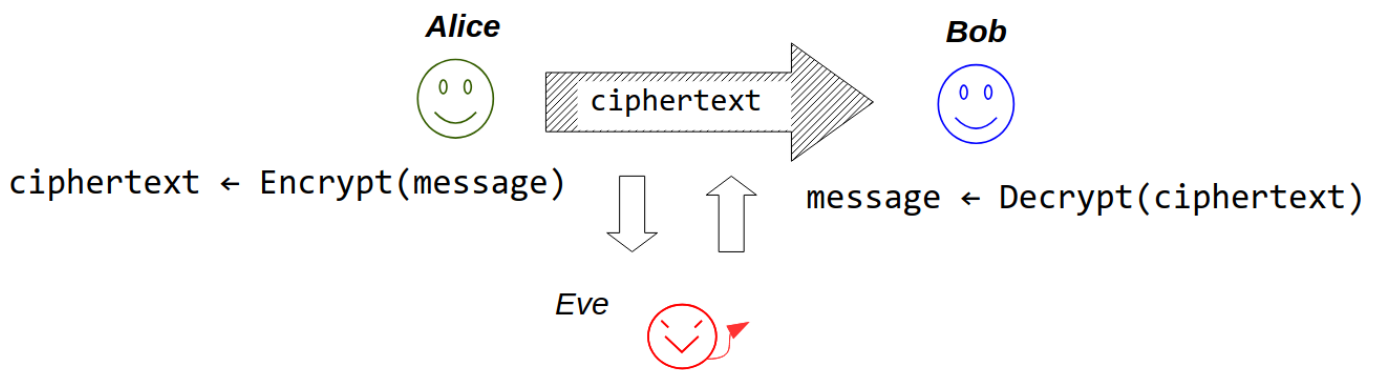 Alice
Bob
ciphertext
ciphertext ← Encrypt(message)
message ← Decrypt(ciphertext)
Eve